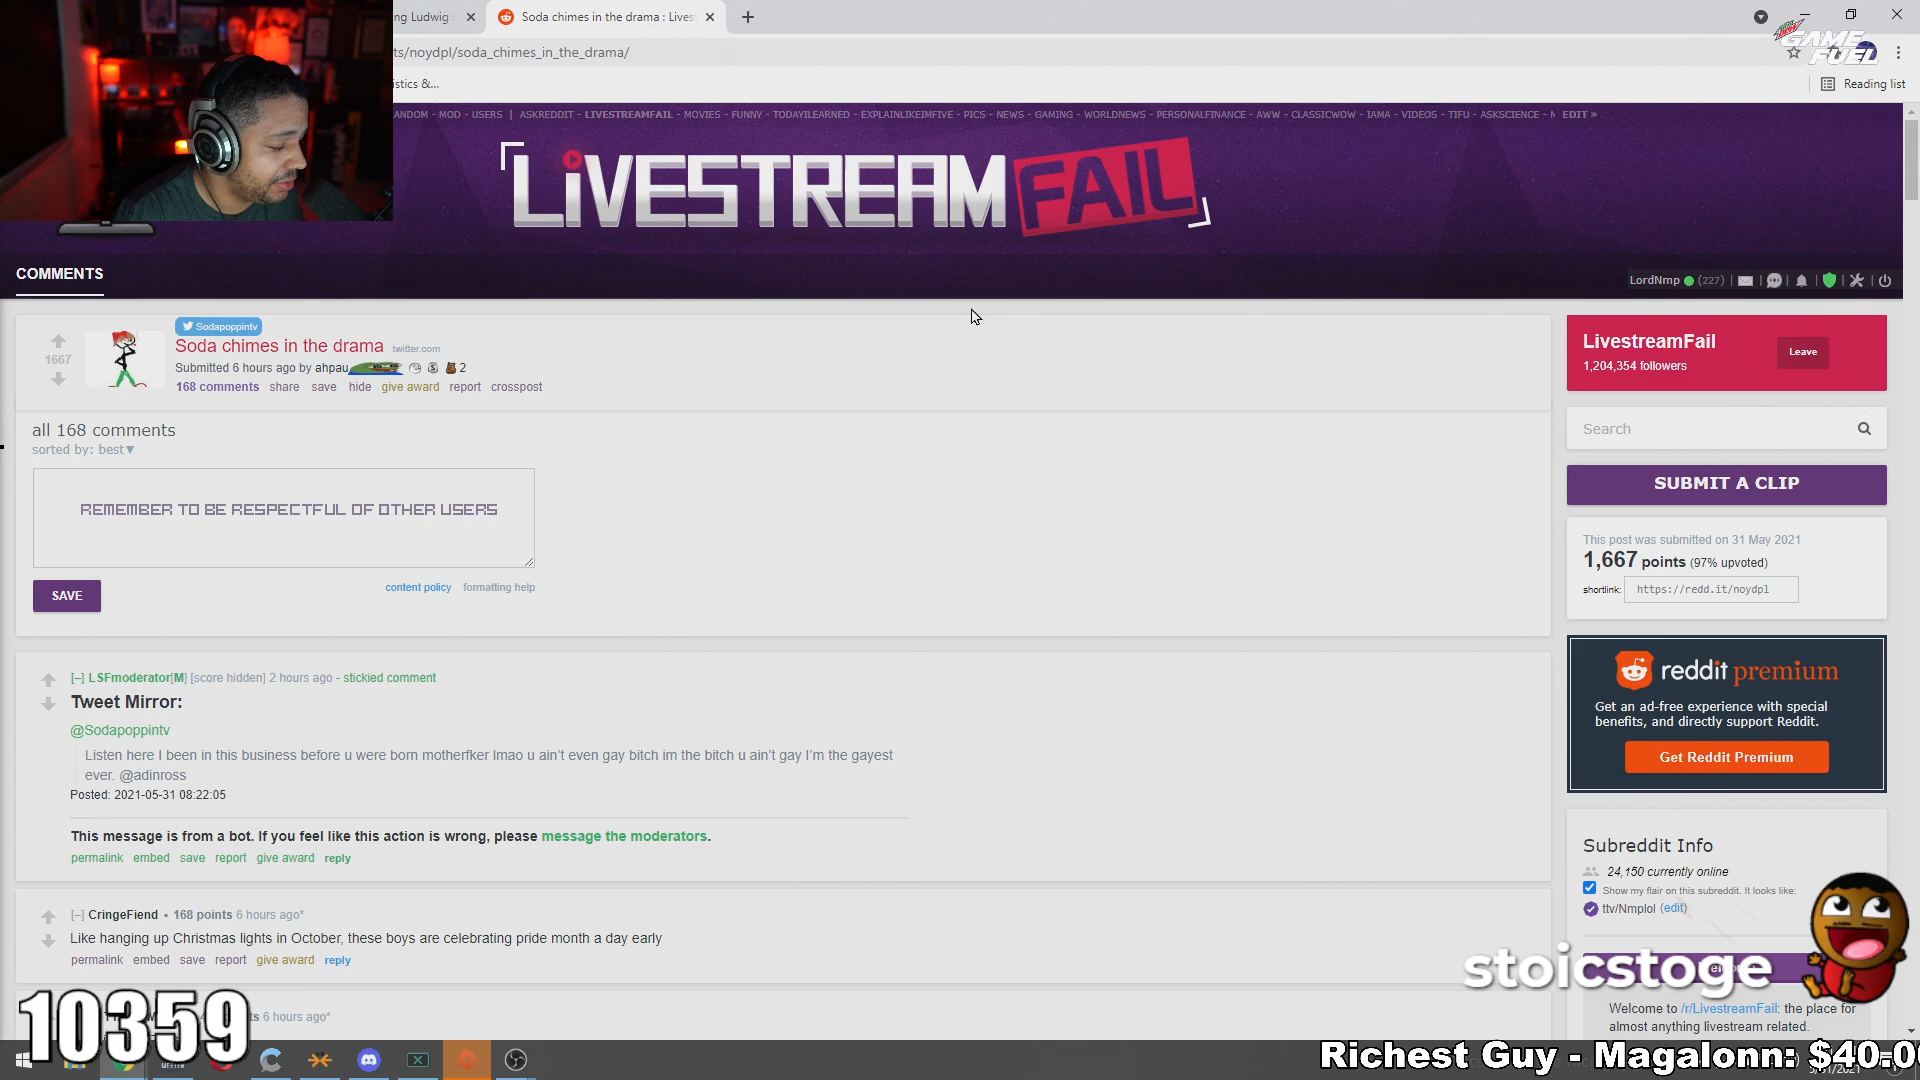 ng Ludwig
Soda chimes in the drama : Lives
ts/noydpl/soda_chimes_in_the_drama/
GAME FUEL
istics &...
Reading list
ANDOM - MOD - USERS | ASKREDDIT - LIVESTREAMFAIL - MOVIES - FUNNY - TODAYILEARNED - EXPLAINLIKEIMFIVE - PICS - NEWS - GAMING - WORLDNEWS - PERSONALFINANCE - AWW - CLASSICWOW - IAMA - VIDEOS - TIFU - ASKSCIENCE - EDIT »
LIVESTREAM FAIL
COMMENTS
LordNmp (227)
Sodapoppintv
Soda chimes in the drama twitter.com
1667
Submitted 6 hours ago by ahpau 2
168 comments share save hide give award report crosspost
LivestreamFail
1,204,354 followers
Leave
all 168 comments
sorted by: best▼
Search
REMEMBER TO BE RESPECTFUL OF OTHER USERS
SUBMIT A CLIP
SAVE
content policy formatting help
This post was submitted on 31 May 2021
1,667 points (97% upvoted)
shortlink: https://redd.it/noydpl
[–] LSFmoderator[M] [score hidden] 2 hours ago - stickied comment
Tweet Mirror:
@Sodapoppintv
Listen here I been in this business before u were born motherfker lmao u ain't even gay bitch im the bitch u ain't gay I'm the gayest
ever. @adinross
Posted: 2021-05-31 08:22:05
This message is from a bot. If you feel like this action is wrong, please message the moderators.
permalink embed save report give award reply
reddit premium
Get an ad-free experience with special
benefits, and directly support Reddit.
Get Reddit Premium
Subreddit Info
24,150 currently online
Show my flair on this subreddit. It looks like:
ttv/Nmplol (edit)
[–] CringeFiend • 168 points 6 hours ago*
Like hanging up Christmas lights in October, these boys are celebrating pride month a day early
permalink embed save report give award reply
stoicstoge
6 hours ago*
Welcome to /r/LivestreamFail: the place for
almost anything livestream related.
10359
Richest Guy - Magalonn: $40.0